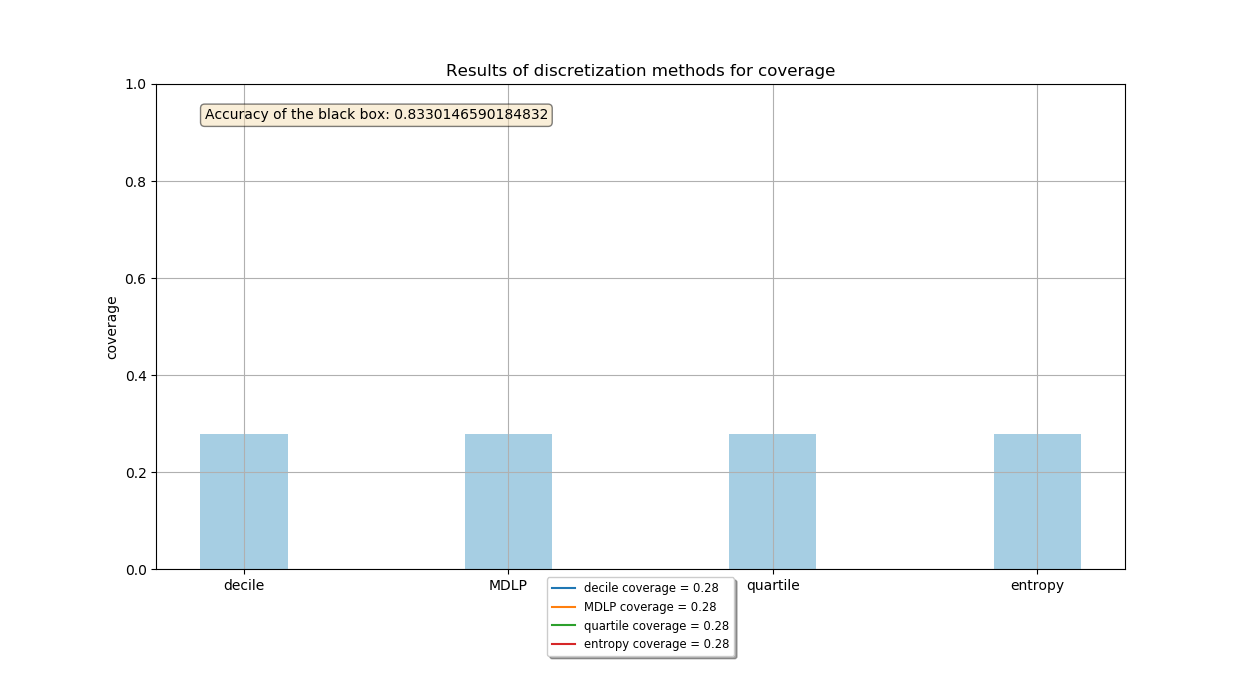 Results of discretization methods for coverage
1.0
Accuracy of the black box: 0.8330146590184832
0.8
0.6
coverage
0.4
0.2
0.0
decile MDLP quartile entropy
decile coverage = 0.28
MDLP coverage = 0.28
quartile coverage = 0.28
entropy coverage = 0.28